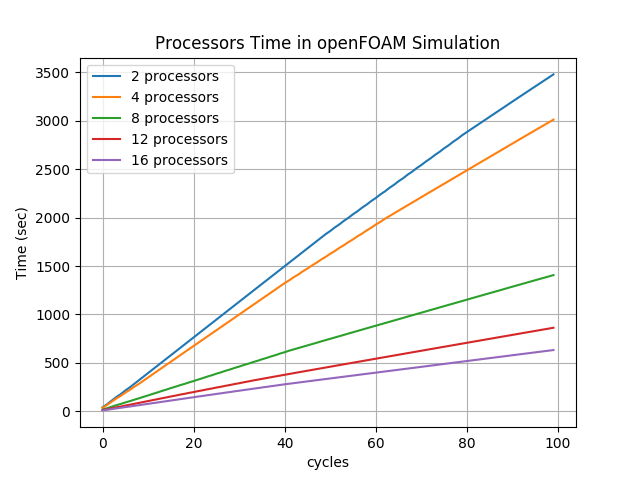 Processors Time in openFOAM Simulation
2 processors
4 processors
8 processors
12 processors
16 processors
Time (sec)
3500
3000
2500
2000
1500
1000
500
0
0 20 40 60 80 100
cycles